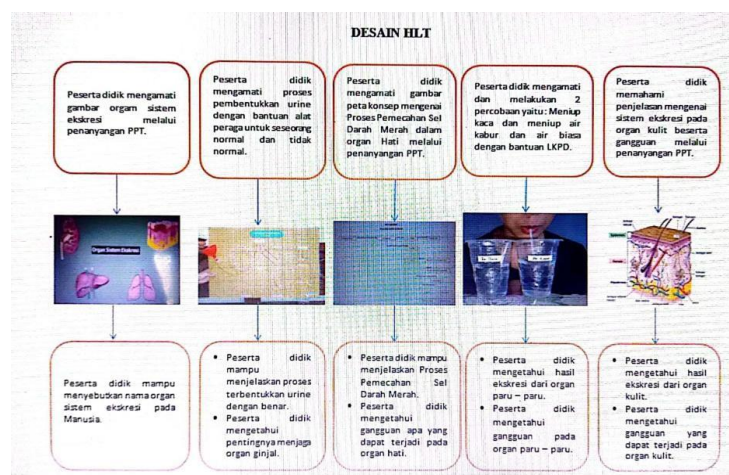 DESAIN HLT
Peserta didik mengamati
gambar orgam sistem
ekskresi melalui
penanyangan PPT.
Peserta didik
mengamati proses
pembentukkan urine
dengan bantuan alat
peraga untuk seseorang
normal dan tidak
normal.
Peserta didik
mengamati gambar
peta konsep mengenai
Proses Pemecahan Sel
Darah Merah dalam
organ Hati melalui
penanyangan PPT.
Peserta didik mengamati
dan melakukan 2
percobaan yaitu : Meniup
kaca dan meniup air
kabur dan air biasa
dengan bantuan LKPD.
Peserta didik
memahami
penjelasan mengenai
sistem ekskresi pada
organ kulit beserta
gangguan melalui
penanyangan PPT.
Organ Sistem Ekskresi
Peserta didik mampu
menyebutkan nama organ
sistem ekskresi pada
Manusia.
• Peserta didik
mampu
menjelaskan proses
terbentukkan urine
dengan benar.
• Peserta didik
mengetahui
pentingnya menjaga
organ ginjal.
• Peserta didik mampu
menjelaskan Proses
Pemecahan Sel
Darah Merah.
• Peserta didik
mengetahui
gangguan apa yang
dapat terjadi pada
organ hati.
• Peserta didik
mengetahui hasil
ekskresi dari organ
paru – paru.
• Peserta didik
mengetahui
gangguan pada
organ paru – paru.
• Peserta didik
mengetahui hasil
ekskresi dari organ
kulit.
• Peserta didik
mengetahui
gangguan yang
dapat terjadi pada
organ kulit.